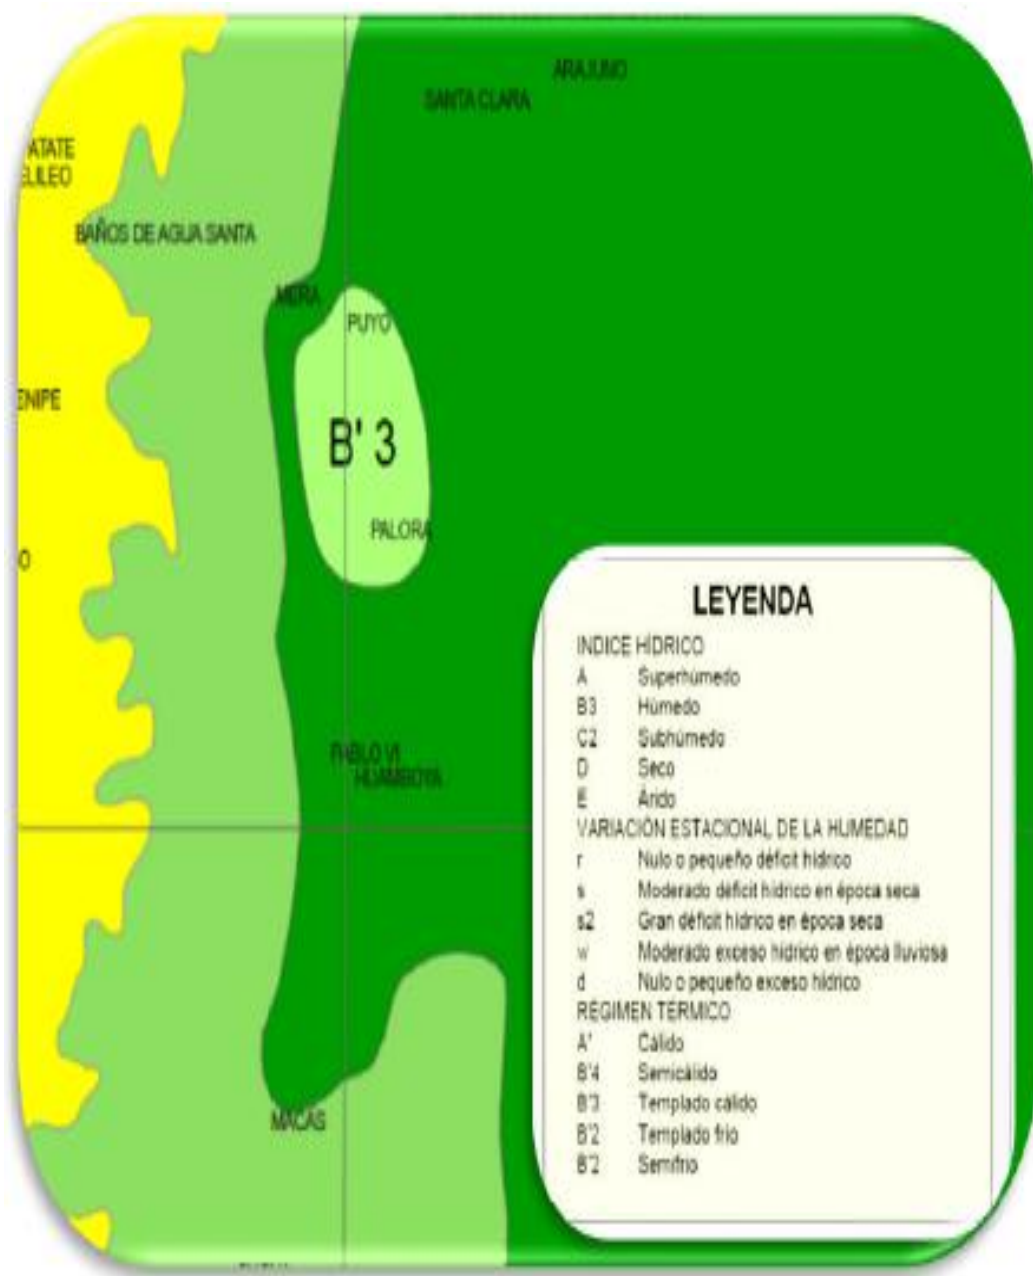 ARAJUNO
SANTA CLARA
ATATE
ELILEO
BAÑOS DE AGUA SANTA
MERA
PUYO
ENIPE
B' 3
PALORA
O
PABLO VI
HUAMBOYA
MACAS
LEYENDA
INDICE HÍDRICO
A Superhúmedo
B3 Húmedo
C2 Subhúmedo
D Seco
E Árido
VARIACIÓN ESTACIONAL DE LA HUMEDAD
r Nulo o pequeño déficit hídrico
s Moderado déficit hídrico en época seca
s2 Gran déficit hídrico en época seca
w Moderado exceso hídrico en época lluviosa
d Nulo o pequeño exceso hídrico
RÉGIMEN TÉRMICO
A' Cálido
B'4 Semicálido
B'3 Templado cálido
B'2 Templado frío
B'2 Semifrío